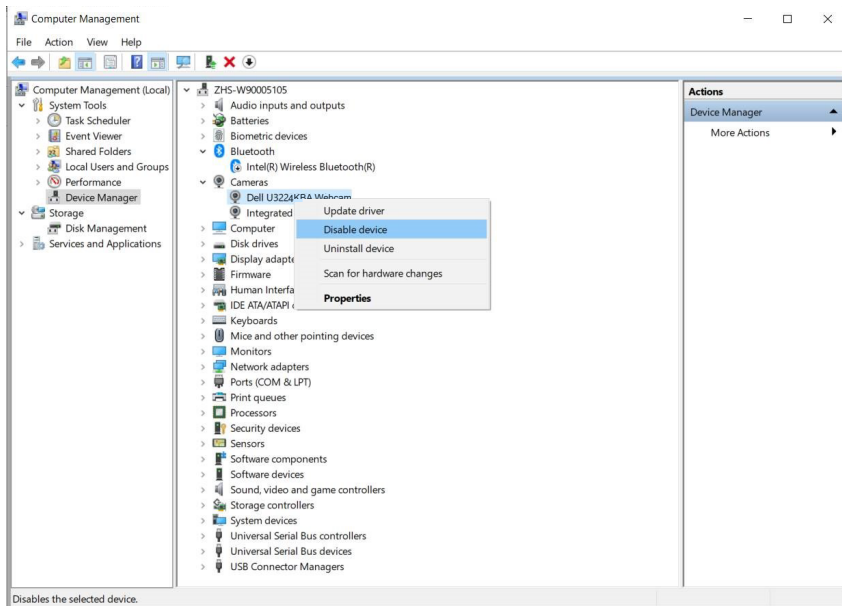 Computer Management
File Action View Help
Computer Management (Local)
System Tools
Task Scheduler
Event Viewer
Shared Folders
Local Users and Groups
Performance
Device Manager
Storage
Disk Management
Services and Applications
ZHS-W90005105
Audio inputs and outputs
Batteries
Biometric devices
Bluetooth
Intel(R) Wireless Bluetooth(R)
Cameras
Dell U3224KBA Webcam
Integrated
Computer
Disk drives
Display adapte
Firmware
Human Interfa
IDE ATA/ATAPI
Keyboards
Mice and other pointing devices
Monitors
Network adapters
Ports (COM & LPT)
Print queues
Processors
Security devices
Sensors
Software components
Software devices
Sound, video and game controllers
Storage controllers
System devices
Universal Serial Bus controllers
Universal Serial Bus devices
USB Connector Managers
Update driver
Disable device
Uninstall device
Scan for hardware changes
Properties
Actions
Device Manager
More Actions
Disables the selected device.